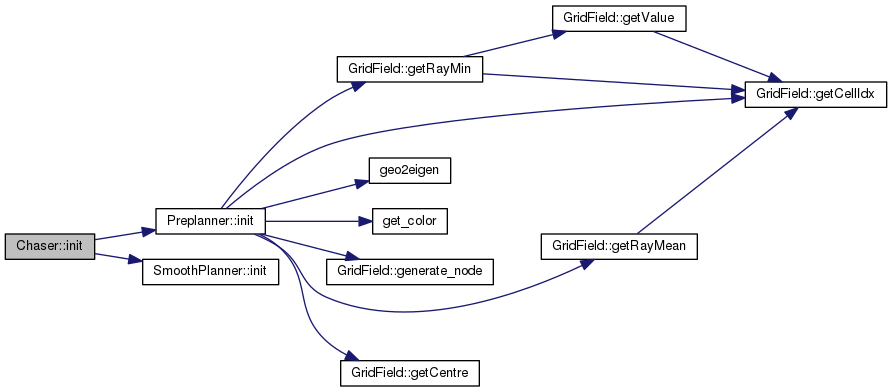 GridField::getValue
GridField::getRayMin
GridField::getCellIdx
geo2eigen
Preplanner::init
get_color
Chaser::init
GridField::getRayMean
SmoothPlanner::init
GridField::generate_node
GridField::getCentre